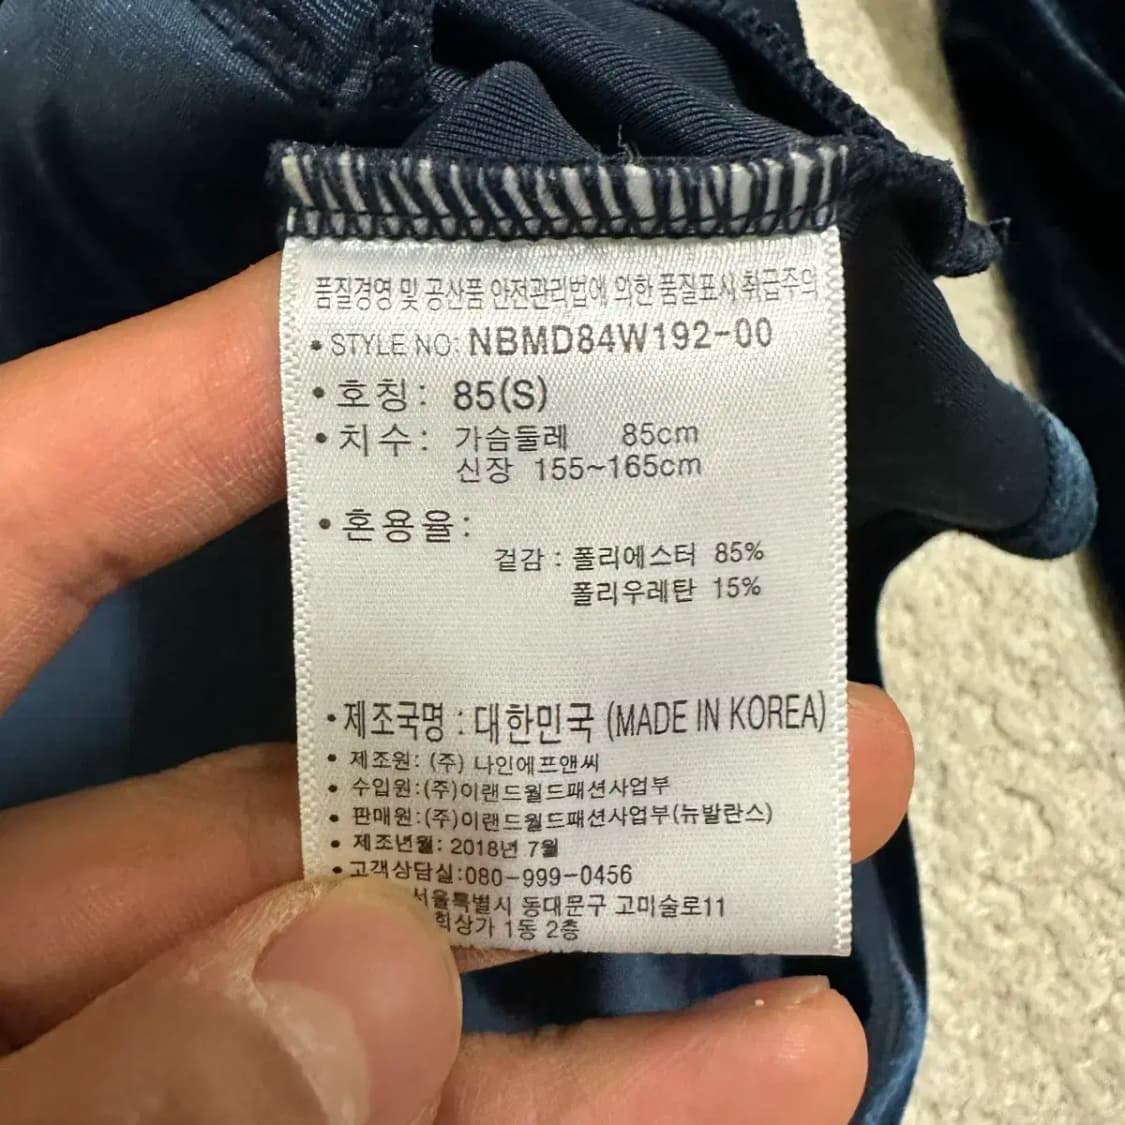 품질경영 및 공산품 안전관리법에 의한 품질표시 취급주의
• STYLE NO: NBMD84W192-00
• 호칭: 85(S)
• 치수: 가슴둘레 85cm
신장 155~165cm
• 혼용율:
겉감 : 폴리에스터 85%
폴리우레탄 15%
• 제조국명 : 대한민국 (MADE IN KOREA)
• 제조원: (주) 나인에프앤씨
• 수입원:(주)이랜드월드패션사업부
• 판매원:(주)이랜드월드패션사업부(뉴발란스)
• 제조년월: 2018년 7월
• 고객상담실:080-999-0456
서울특별시 동대문구 고미술로11
1동 2층